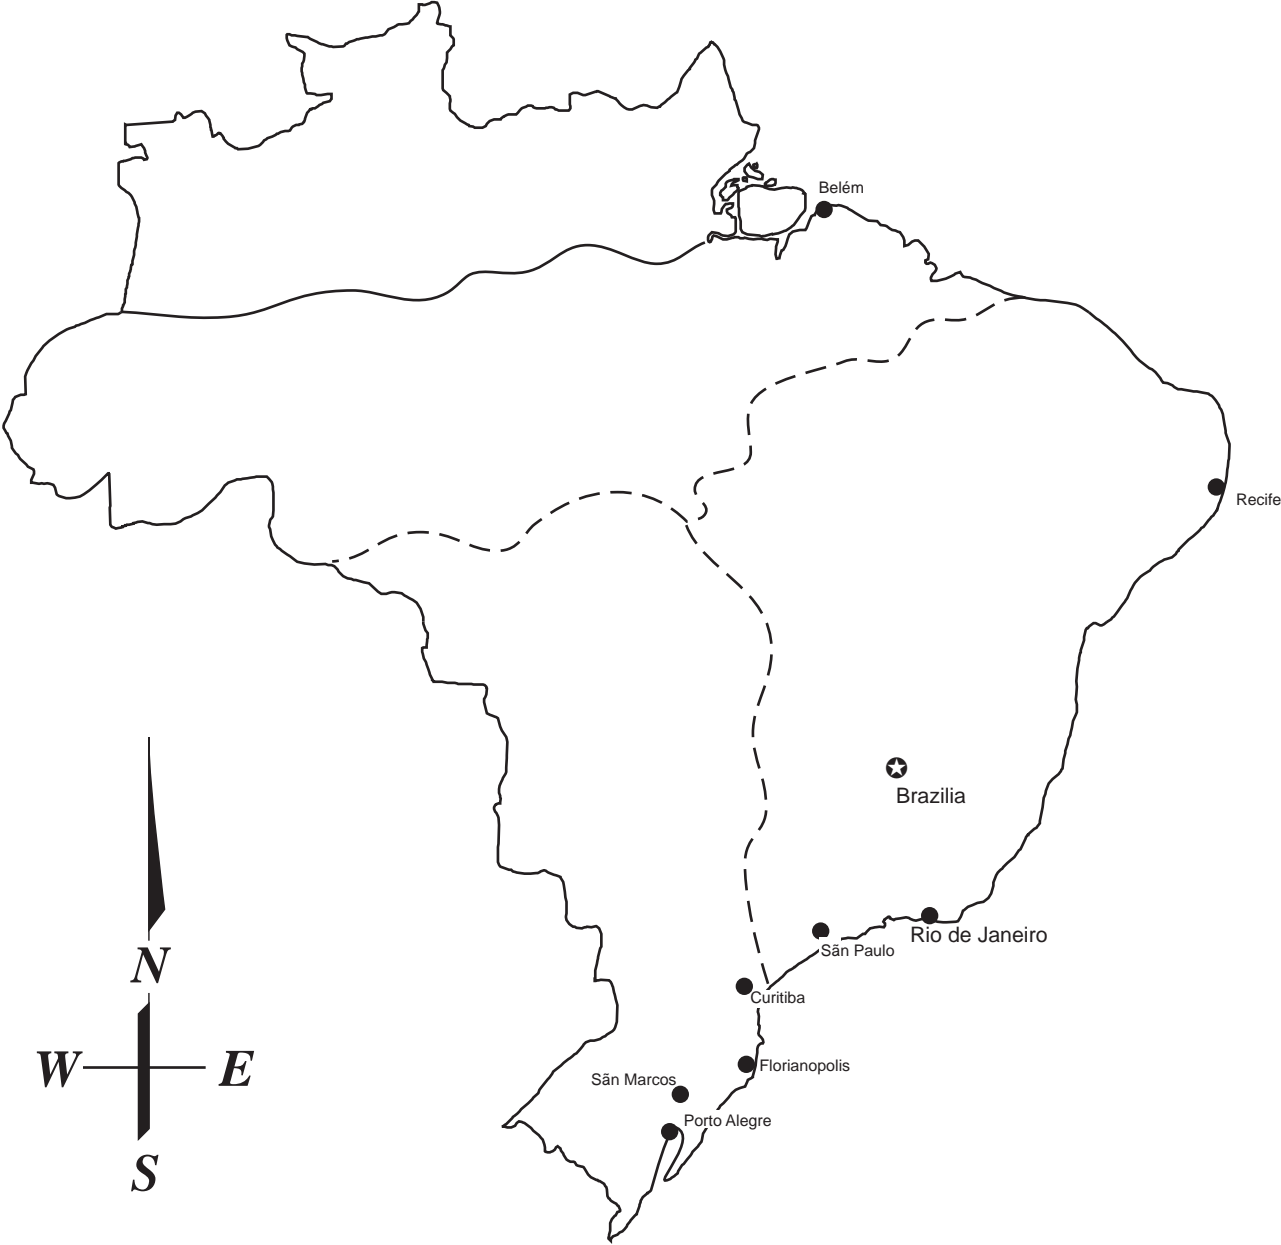 Belém
Recife
Brazilia
Rio de Janeiro
Sãn Paulo
Curitiba
Florianopolis
Sãn Marcos
Porto Alegre
N
W E
S